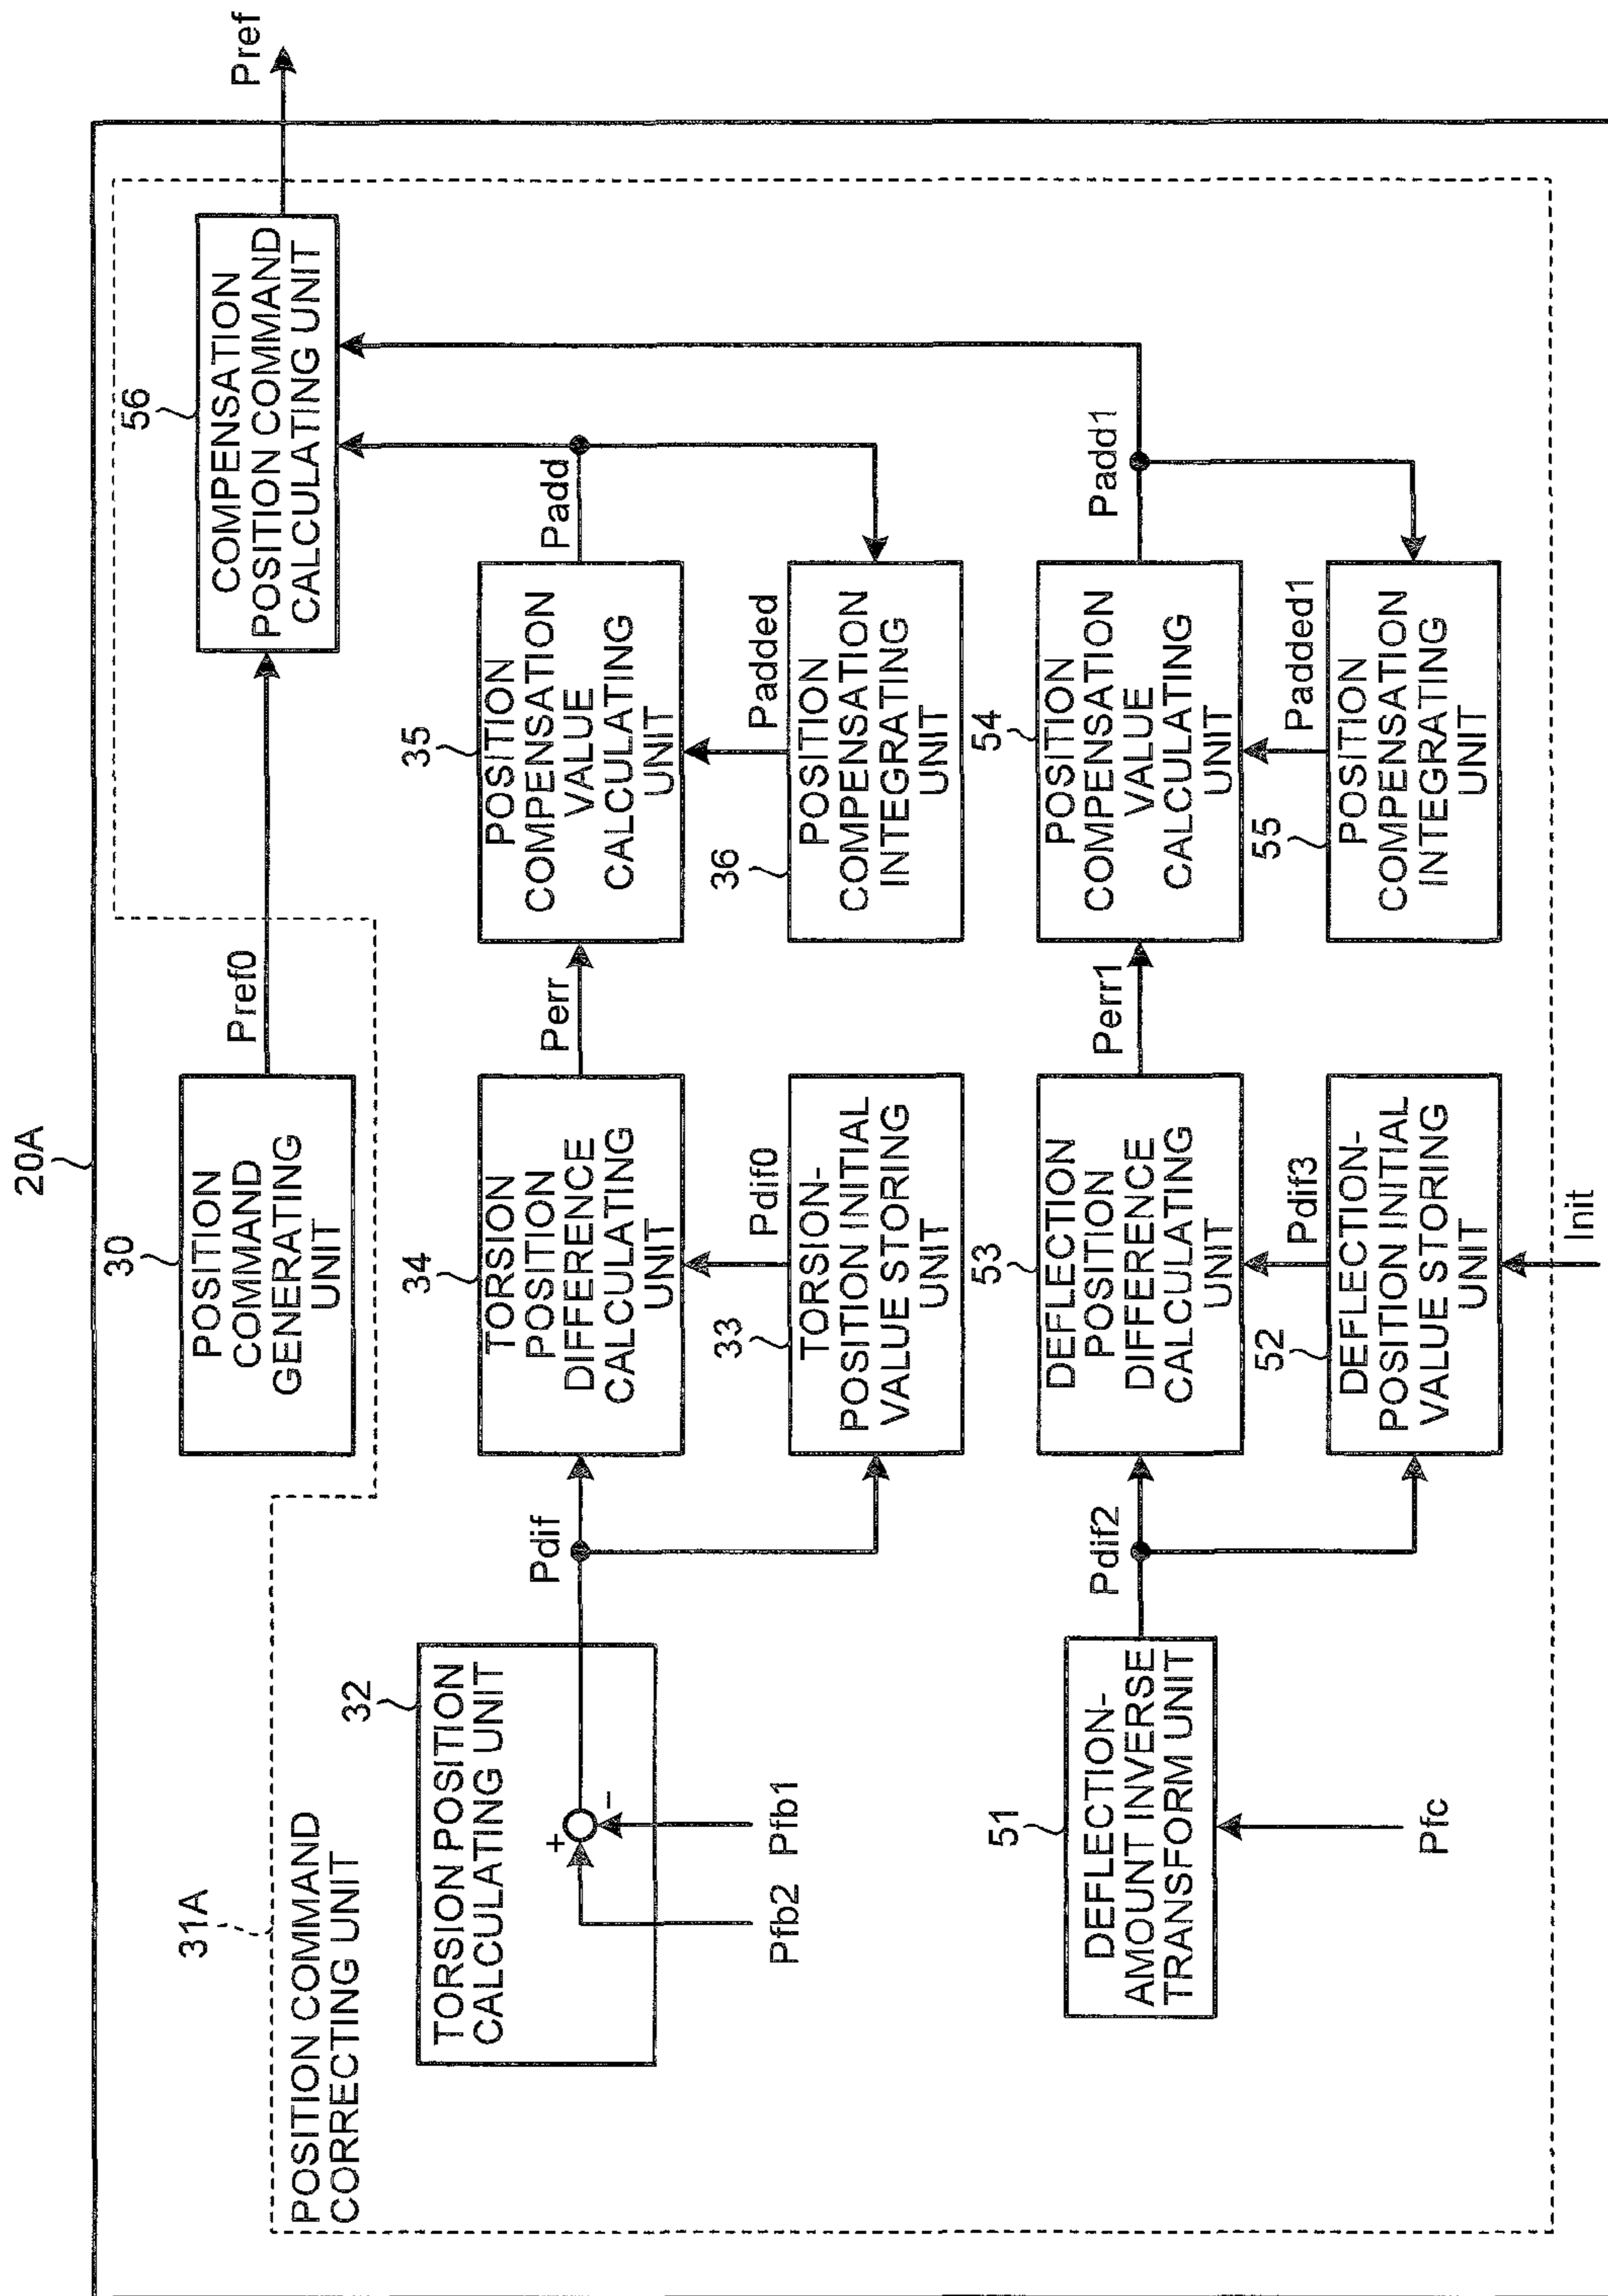 20A
31A
POSITION COMMAND
CORRECTING UNIT
30
POSITION
COMMAND
GENERATING
UNIT
Pref0
56
COMPENSATION
POSITION COMMAND
CALCULATING UNIT
Pref
32
TORSION POSITION
CALCULATING UNIT
+
−
Pfb2
Pfb1
Pdif
34
TORSION
POSITION
DIFFERENCE
CALCULATING
UNIT
Perr
35
POSITION
COMPENSATION
VALUE
CALCULATING
UNIT
Padd
33
TORSION-
POSITION INITIAL
VALUE STORING
UNIT
Pdif0
36
POSITION
COMPENSATION
INTEGRATING
UNIT
Padded
51
DEFLECTION-
AMOUNT INVERSE
TRANSFORM UNIT
Pfc
Pdif2
53
DEFLECTION
POSITION
DIFFERENCE
CALCULATING
UNIT
Perr1
54
POSITION
COMPENSATION
VALUE
CALCULATING
UNIT
Padd1
52
DEFLECTION-
POSITION INITIAL
VALUE STORING
UNIT
Pdif3
Init
55
POSITION
COMPENSATION
INTEGRATING
UNIT
Padded1